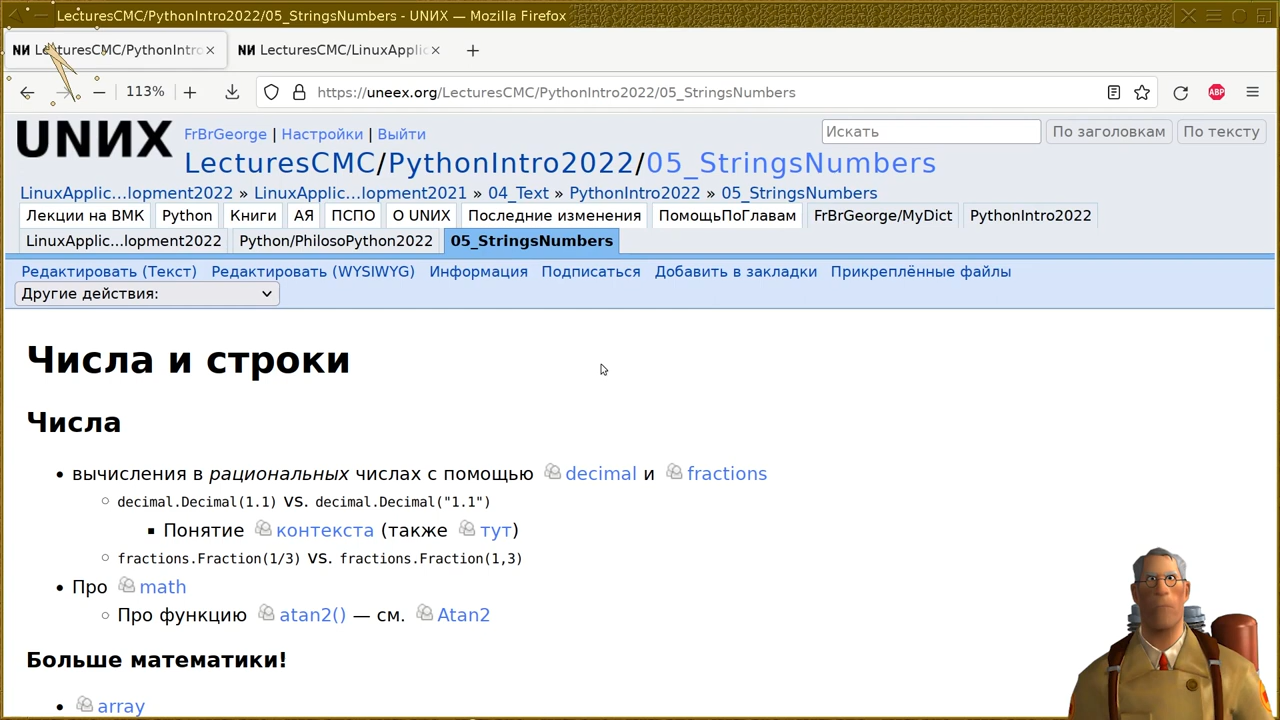 LecturesCMC/PythonIntro2022/05_StringsNumbers - UNИX — Mozilla Firefox
NИ LecturesCMC/PythonIntro
NИ LecturesCMC/LinuxApplic
113%
https://uneex.org/LecturesCMC/PythonIntro2022/05_StringsNumbers
ABP
UNИX
FrBrGeorge | Настройки | Выйти
Искать
По заголовкам
По тексту
LecturesCMC/PythonIntro2022/05_StringsNumbers
LinuxApplic...lopment2022 » LinuxApplic...lopment2021 » 04_Text » PythonIntro2022 » 05_StringsNumbers
Лекции на ВМК Python Книги АЯ ПСПО О UNIX Последние изменения ПомощьПоГлавам FrBrGeorge/MyDict PythonIntro2022
LinuxApplic...lopment2022 Python/PhilosoPython2022 05_StringsNumbers
Редактировать (Текст) Редактировать (WYSIWYG) Информация Подписаться Добавить в закладки Прикреплённые файлы
Другие действия:
Числа и строки
Числа
• вычисления в рациональных числах с помощью decimal и fractions
decimal.Decimal(1.1) vs. decimal.Decimal("1.1")
▪ Понятие контекста (также тут)
fractions.Fraction(1/3) vs. fractions.Fraction(1,3)
• Про math
Про функцию atan2() — см. Atan2
Больше математики!
• array